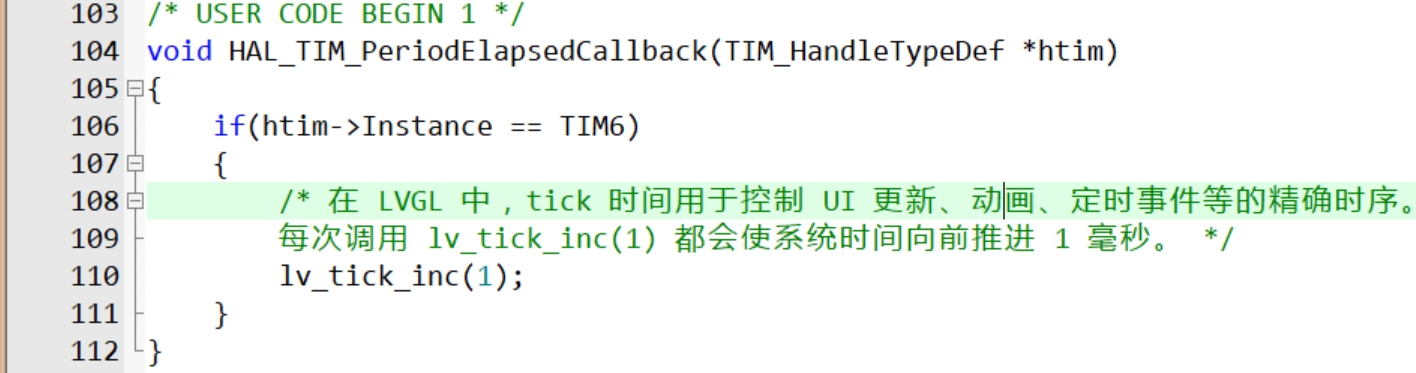 103 /* USER CODE BEGIN 1 */
104 void HAL_TIM_PeriodElapsedCallback(TIM_HandleTypeDef *htim)
105 {
106 if(htim->Instance == TIM6)
107 {
108 /* 在 LVGL 中，tick 时间用于控制 UI 更新、动画、定时事件等的精确时序。
109 每次调用 lv_tick_inc(1) 都会使系统时间向前推进 1 毫秒。 */
110 lv_tick_inc(1);
111 }
112 }